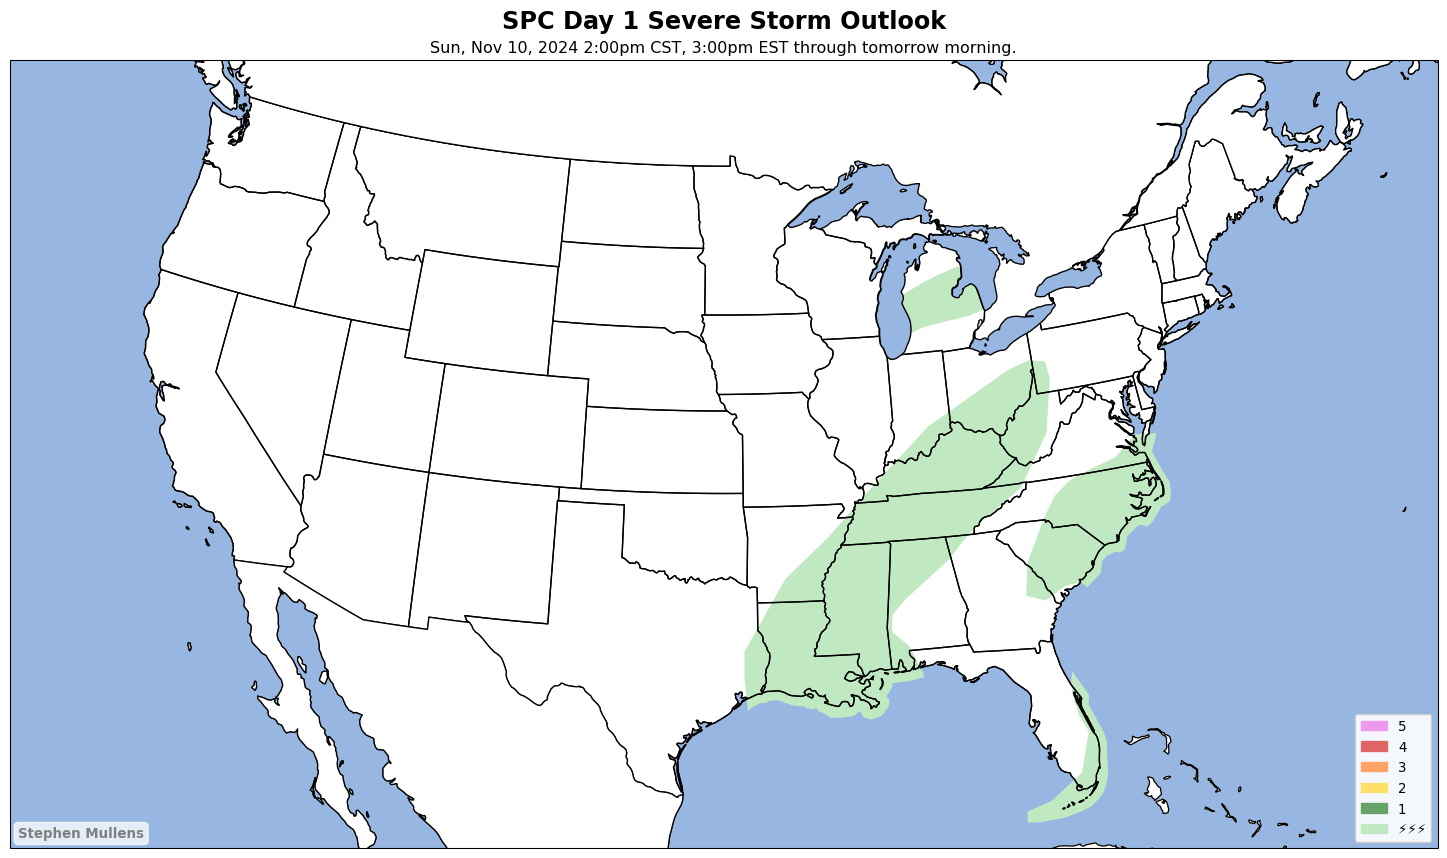 SPC Day 1 Severe Storm Outlook
Sun, Nov 10, 2024 2:00pm CST, 3:00pm EST through tomorrow morning.
5
4
3
2
1
⚡⚡⚡
Stephen Mullens